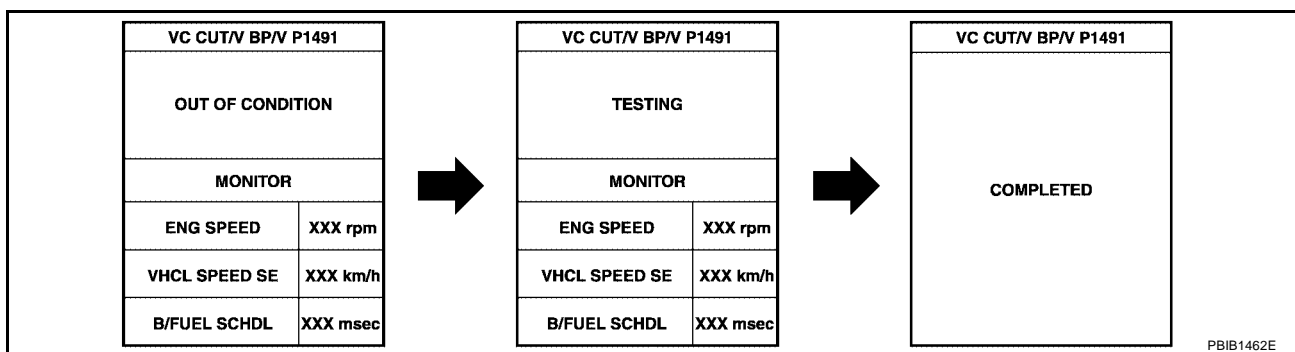 VC CUT/V BP/V P1491
OUT OF CONDITION
MONITOR
ENG SPEED XXX rpm
VHCL SPEED SE XXX km/h
B/FUEL SCHDL XXX msec
VC CUT/V BP/V P1491
TESTING
MONITOR
ENG SPEED XXX rpm
VHCL SPEED SE XXX km/h
B/FUEL SCHDL XXX msec
VC CUT/V BP/V P1491
COMPLETED
PBIB1462E